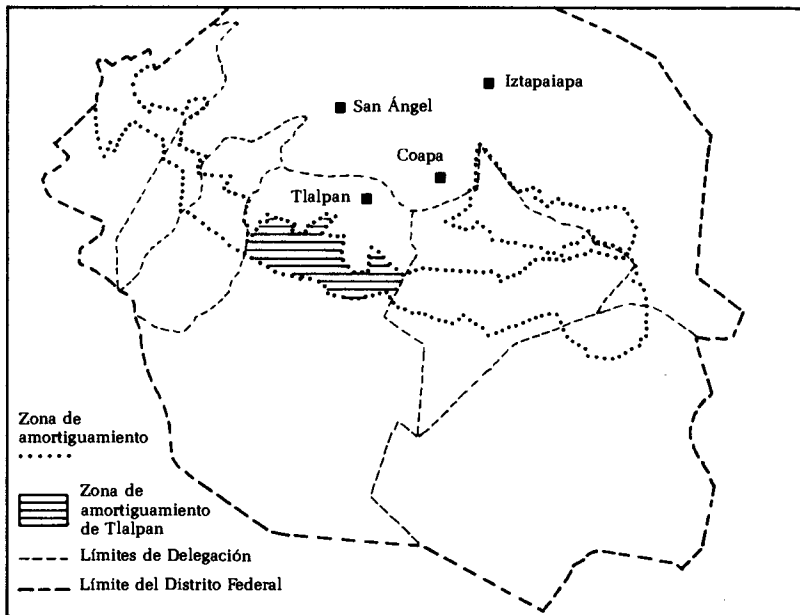 Iztapaiapa
San Ángel
Coapa
Tlalpan
Zona de
amortiguamiento
Zona de
amortiguamiento
de Tlalpan
Límites de Delegación
Límite del Distrito Federal